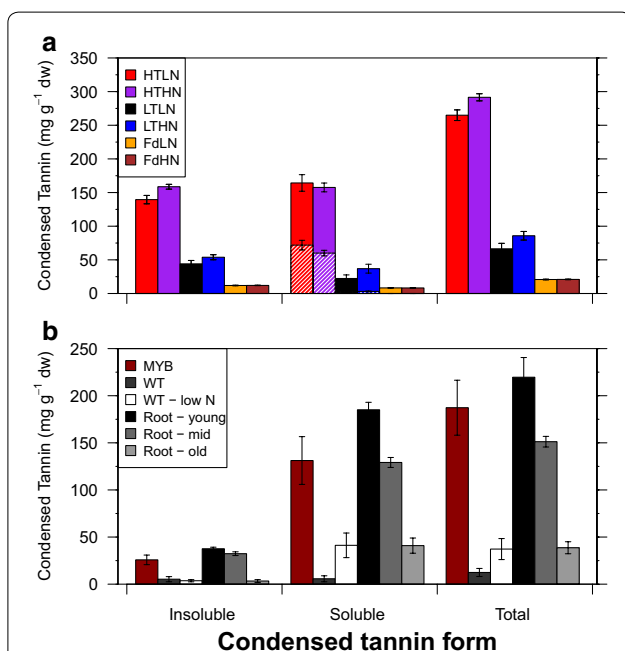 a
Condensed Tannin (mg g⁻¹ dw)
350
300
250
200
150
100
50
0
HTLN
HTHN
LTLN
LTHN
FdLN
FdHN
b
Condensed Tannin (mg g⁻¹ dw)
250
200
150
100
50
0
MYB
WT
WT − low N
Root − young
Root − mid
Root − old
Insoluble Soluble Total
Condensed tannin form